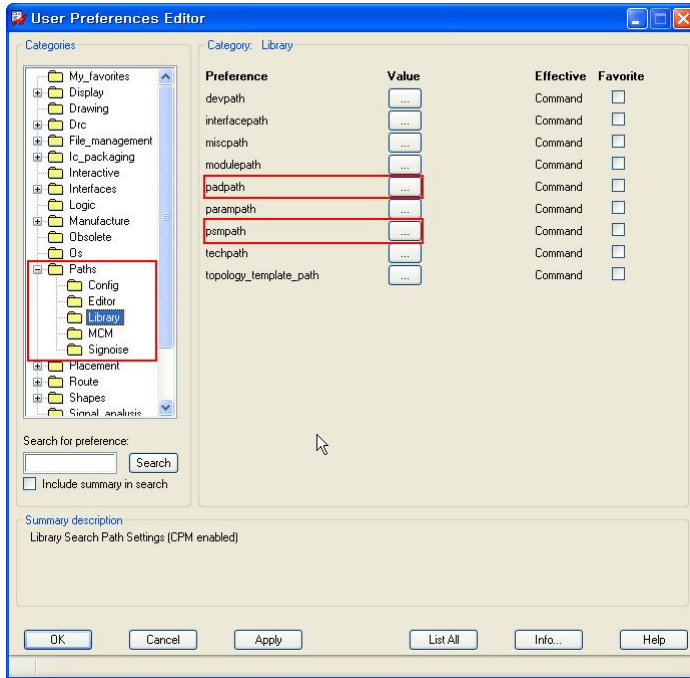 User Preferences Editor
Categories
My_favorites
Display
Drawing
Drc
File_management
Ic_packaging
Interactive
Interfaces
Logic
Manufacture
Obsolete
Os
Paths
Config
Editor
Library
MCM
Signoise
Placement
Route
Shapes
Signal_analysis
Search for preference:
Search
Include summary in search
Category: Library
Preference Value Effective Favorite
devpath ... Command
interfacepath ... Command
miscpath ... Command
modulepath ... Command
padpath ... Command
parampath ... Command
psmpath ... Command
techpath ... Command
topology_template_path ... Command
Summary description
Library Search Path Settings (CPM enabled)
OK Cancel Apply List All Info... Help